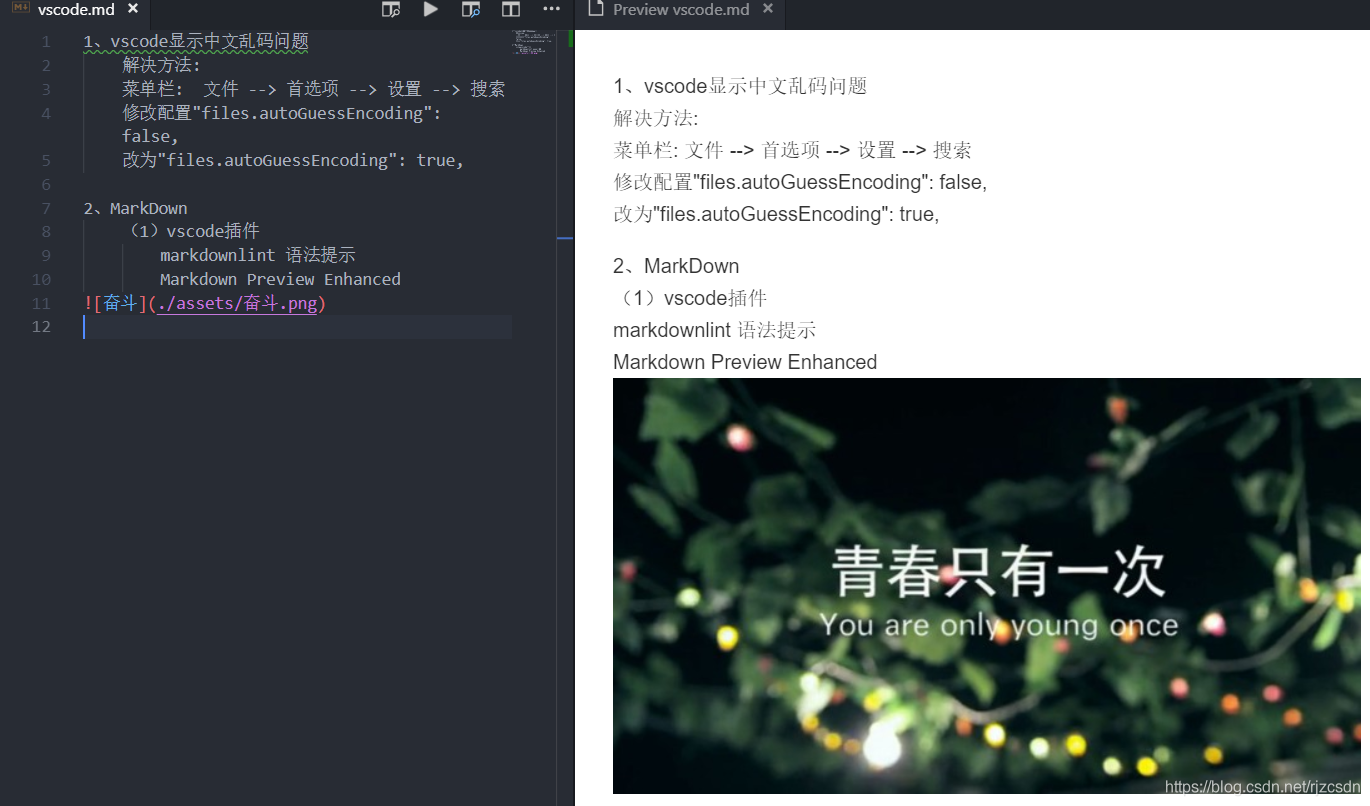 vscode.md
Preview vscode.md
1 1、vscode显示中文乱码问题
2 解决方法:
3 菜单栏: 文件 --> 首选项 --> 设置 --> 搜索
4 修改配置"files.autoGuessEncoding":
false,
5 改为"files.autoGuessEncoding": true,
6
7 2、MarkDown
8 （1）vscode插件
9 markdownlint 语法提示
10 Markdown Preview Enhanced
11 ![奋斗](./assets/奋斗.png)
12
1、vscode显示中文乱码问题
解决方法:
菜单栏: 文件 --> 首选项 --> 设置 --> 搜索
修改配置"files.autoGuessEncoding": false,
改为"files.autoGuessEncoding": true,
2、MarkDown
（1）vscode插件
markdownlint 语法提示
Markdown Preview Enhanced
青春只有一次
You are only young once
https://blog.csdn.net/rjzcsdn